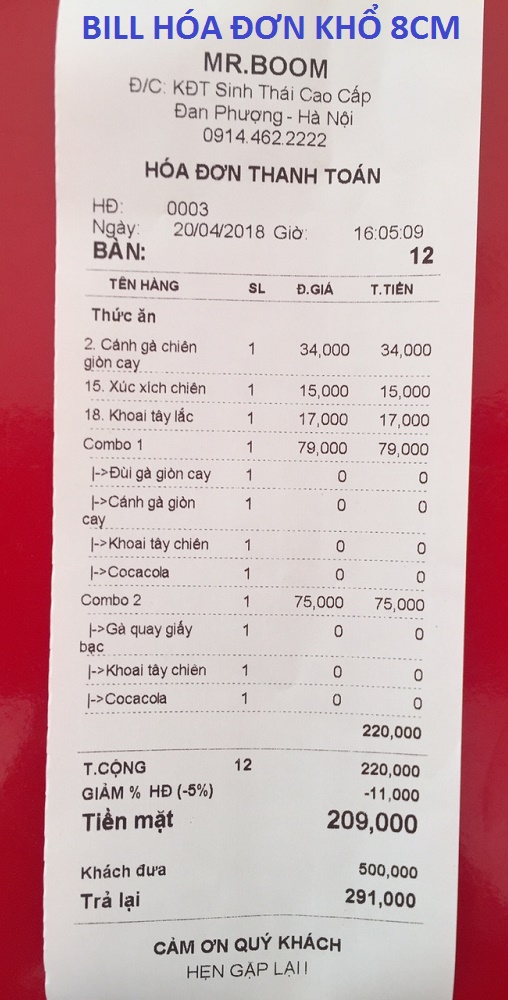 BILL HÓA ĐƠN KHỔ 8CM
MR.BOOM
Đ/C: KĐT Sinh Thái Cao Cấp
Đan Phượng - Hà Nội
0914.462.2222
HÓA ĐƠN THANH TOÁN
HĐ: 0003
Ngày: 20/04/2018 Giờ: 16:05:09
BÀN: 12
TÊN HÀNG SL Đ.GIÁ T.TIỀN
Thức ăn
2. Cánh gà chiên 1 34,000 34,000
giòn cay
15. Xúc xích chiên 1 15,000 15,000
18. Khoai tây lắc 1 17,000 17,000
Combo 1 1 79,000 79,000
|->Đùi gà giòn cay 1 0 0
|->Cánh gà giòn 1 0 0
cay
|->Khoai tây chiên 1 0 0
|->Cocacola 1 0 0
Combo 2 1 75,000 75,000
|->Gà quay giấy 1 0 0
bạc
|->Khoai tây chiên 1 0 0
|->Cocacola 1 0 0
220,000
T.CỘNG 12 220,000
GIẢM % HĐ (-5%) -11,000
Tiền mặt 209,000
Khách đưa 500,000
Trả lại 291,000
CẢM ƠN QUÝ KHÁCH
HẸN GẶP LẠI!